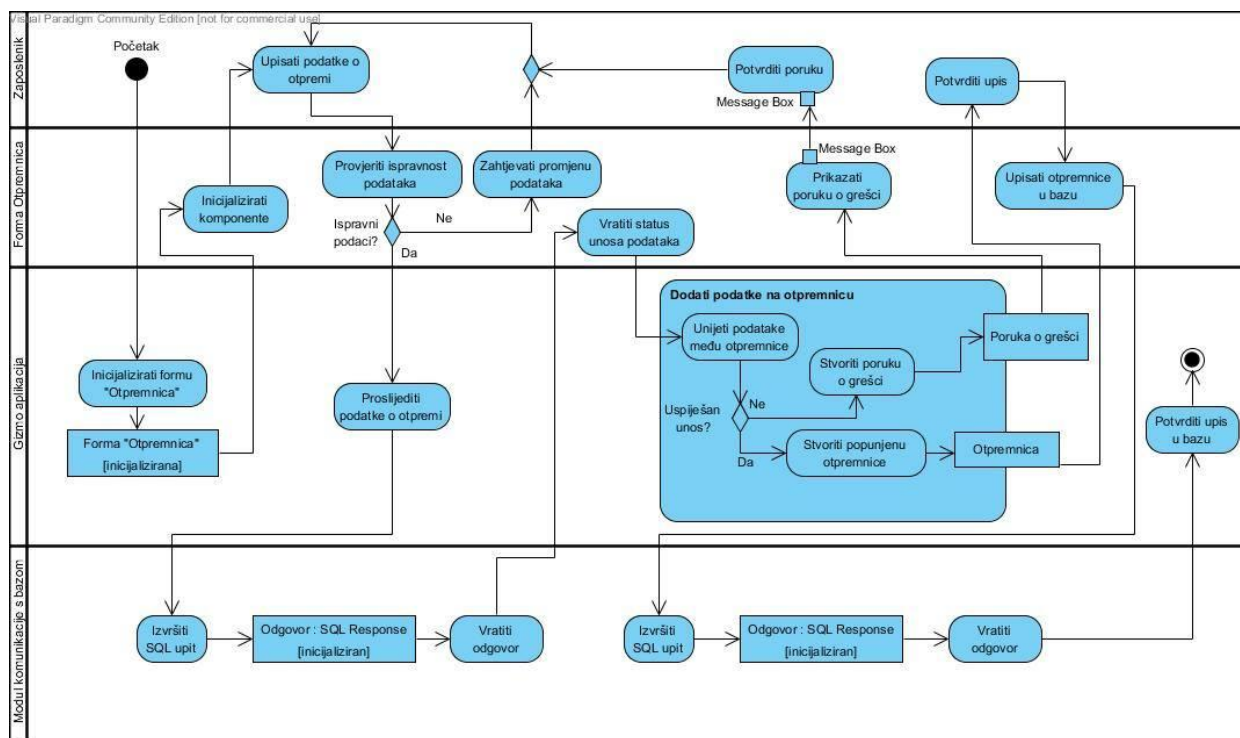 Visual Paradigm Community Edition [not for commercial use]
Zaposlenik
Početak
Upisati podatke o
otpremi
Potvrditi poruku
Message Box
Potvrditi upis
Forma Otpremnica
Inicijalizirati
komponente
Provjeriti ispravnost
podataka
Ispravni
podaci?
Ne
Da
Zahtjevati promjenu
podataka
Vratiti status
unosa podataka
Message Box
Prikazati
poruku o grešci
Upisati otpremnice
u bazu
Gizmo aplikacija
Inicijalizirati formu
"Otpremnica"
Forma "Otpremnica"
[inicijalizirana]
Proslijediti
podatke o otpremi
Dodati podatke na otpremnicu
Unijeti podatake
među otpremnice
Uspiješan
unos?
Ne
Da
Stvoriti poruku
o grešci
Poruka o grešci
Stvoriti popunjenu
otpremnice
Otpremnica
Potvrditi upis
u bazu
Modul komunikacije s bazom
Izvršiti
SQL upit
Odgovor : SQL Response
[inicijaliziran]
Vratiti
odgovor
Izvršiti
SQL upit
Odgovor : SQL Response
[inicijaliziran]
Vratiti
odgovor